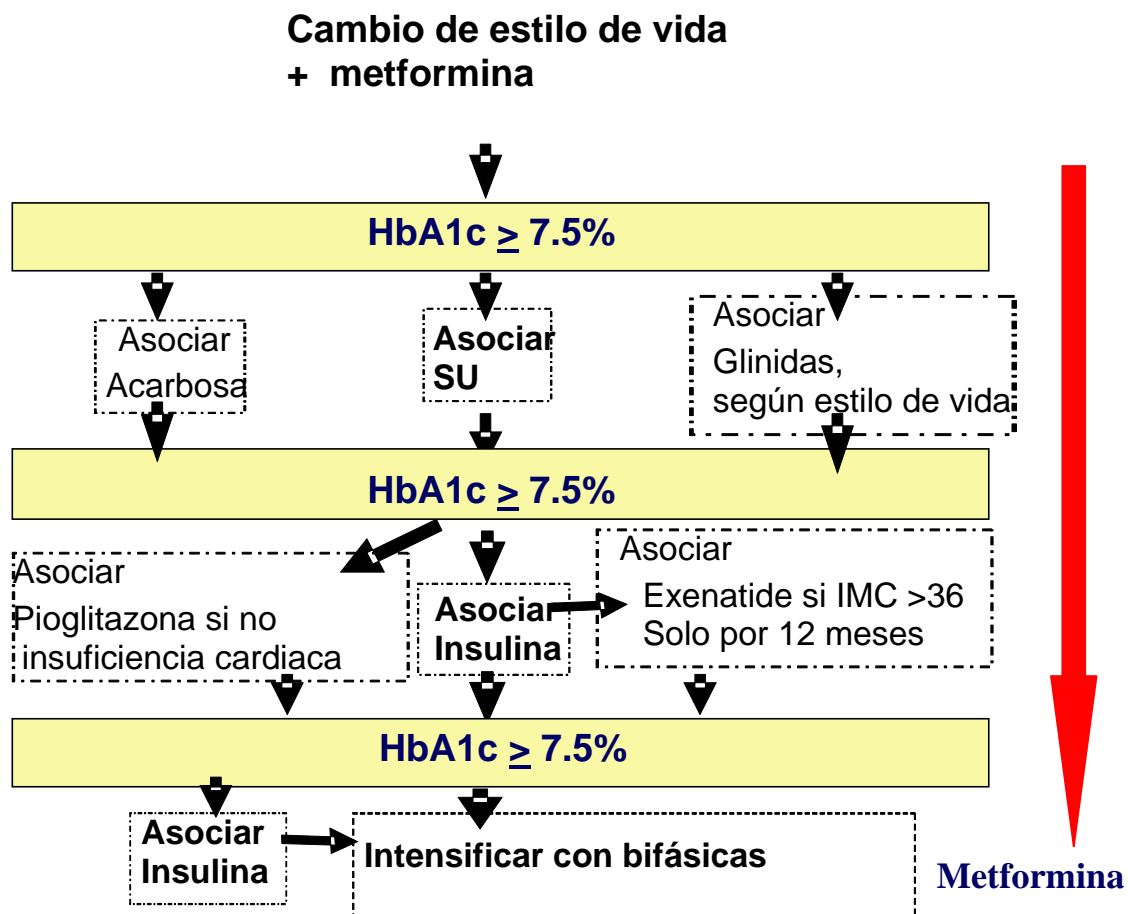 Cambio de estilo de vida
+ metformina
HbA1c ≥ 7.5%
Asociar
Acarbosa
Asociar
SU
Asociar
Glinidas,
según estilo de vida
HbA1c ≥ 7.5%
Asociar
Pioglitazona si no
insuficiencia cardiaca
Asociar
Insulina
Asociar
Exenatide si IMC >36
Solo por 12 meses
HbA1c ≥ 7.5%
Asociar
Insulina
Intensificar con bifásicas
Metformina